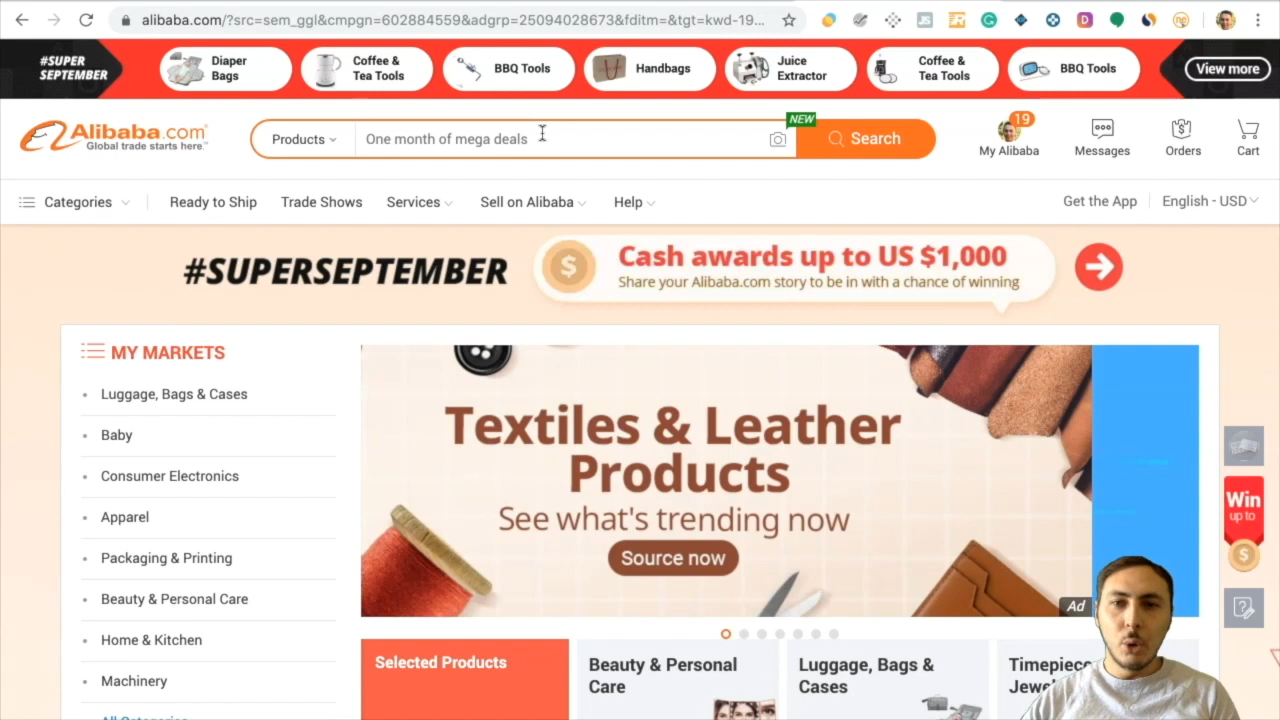 alibaba.com/?src=sem_ggl&cmpgn=602884559&adgrp=25094028673&fditm=&tgt=kwd-19...
#SUPER
SEPTEMBER
Diaper
Bags
Coffee &
Tea Tools
BBQ Tools
Handbags
Juice
Extractor
Coffee &
Tea Tools
BBQ Tools
View more
Alibaba.com
Global trade starts here.™
Products
One month of mega deals
NEW
Search
19
My Alibaba
Messages
Orders
Cart
Categories
Ready to Ship
Trade Shows
Services
Sell on Alibaba
Help
Get the App
English - USD
#SUPERSEPTEMBER
$
Cash awards up to US $1,000
Share your Alibaba.com story to be in with a chance of winning
MY MARKETS
Luggage, Bags & Cases
Baby
Consumer Electronics
Apparel
Packaging & Printing
Beauty & Personal Care
Home & Kitchen
Machinery
All Categories
Textiles & Leather
Products
See what's trending now
Source now
Ad
Win
up to
$
Selected Products
Beauty & Personal
Care
Luggage, Bags &
Cases